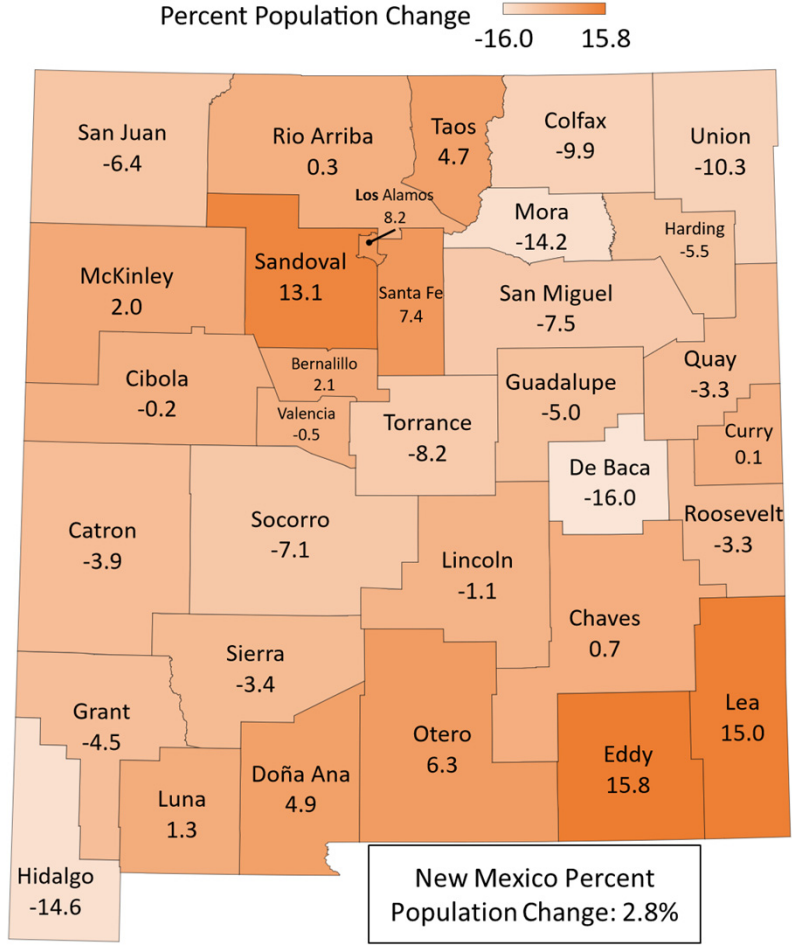 Percent Population Change
-16.0 15.8
San Juan
-6.4
Rio Arriba
0.3
Taos
4.7
Colfax
-9.9
Union
-10.3
Los Alamos
8.2
Mora
-14.2
Harding
-5.5
McKinley
2.0
Sandoval
13.1
Santa Fe
7.4
San Miguel
-7.5
Quay
-3.3
Cibola
-0.2
Bernalillo
2.1
Valencia
-0.5
Torrance
-8.2
Guadalupe
-5.0
Curry
0.1
De Baca
-16.0
Roosevelt
-3.3
Catron
-3.9
Socorro
-7.1
Lincoln
-1.1
Chaves
0.7
Sierra
-3.4
Grant
-4.5
Otero
6.3
Lea
15.0
Eddy
15.8
Doña Ana
4.9
Luna
1.3
Hidalgo
-14.6
New Mexico Percent
Population Change: 2.8%